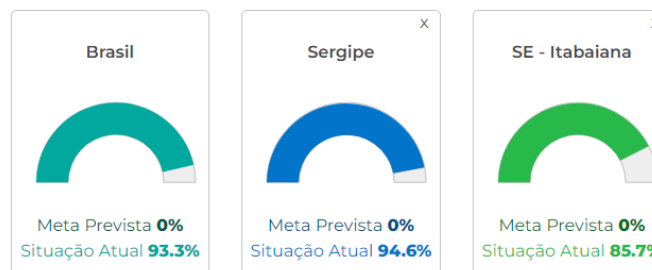 Brasil
Meta Prevista 0%
Situação Atual 93.3%
X
Sergipe
Meta Prevista 0%
Situação Atual 94.6%
SE - Itabaiana
Meta Prevista 0%
Situação Atual 85.7%